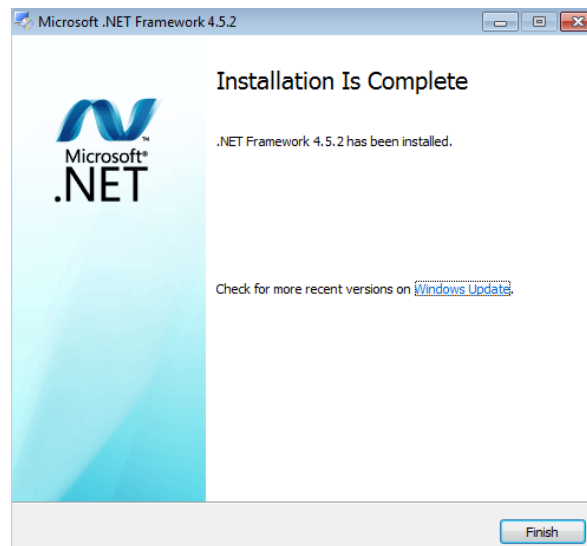 Microsoft .NET Framework 4.5.2
Installation Is Complete
.NET Framework 4.5.2 has been installed.
Microsoft®
.NET
Check for more recent versions on Windows Update.
Finish